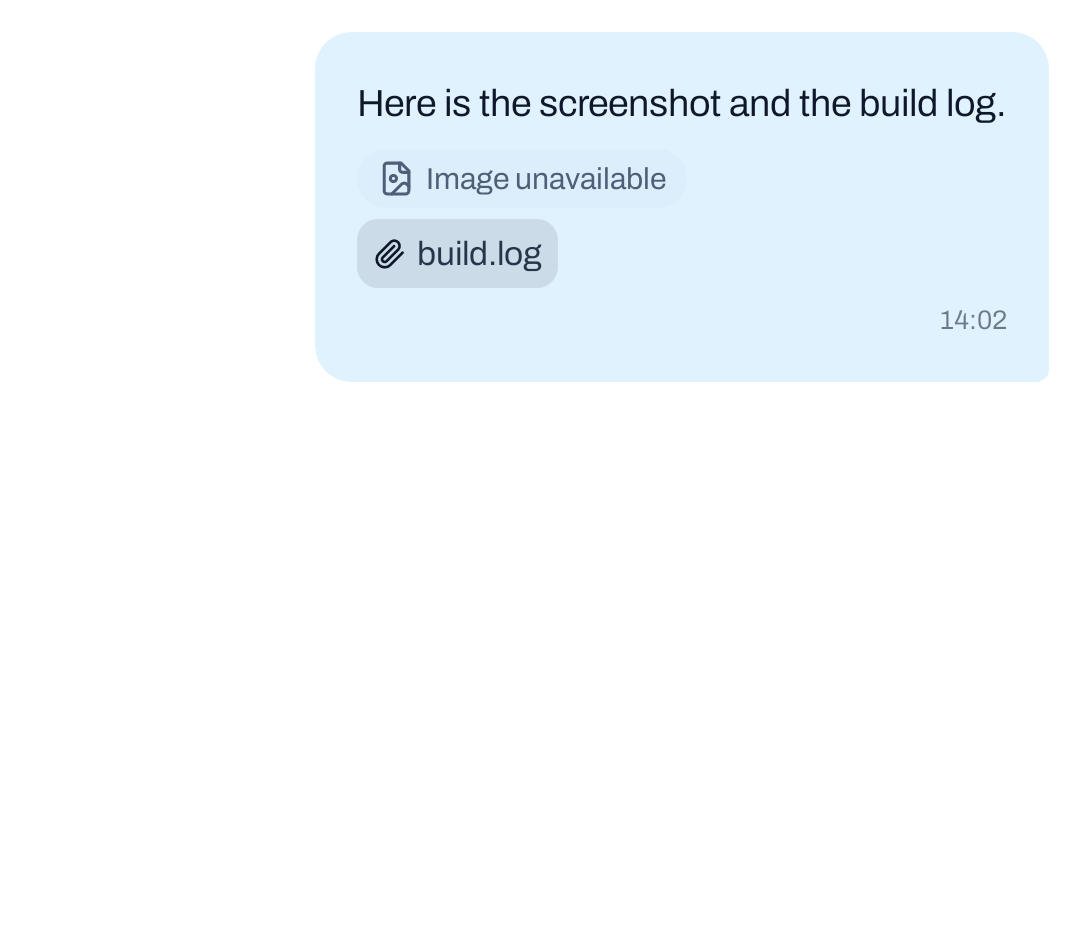 Here is the screenshot and the build log.
Image unavailable
build.log
14:02